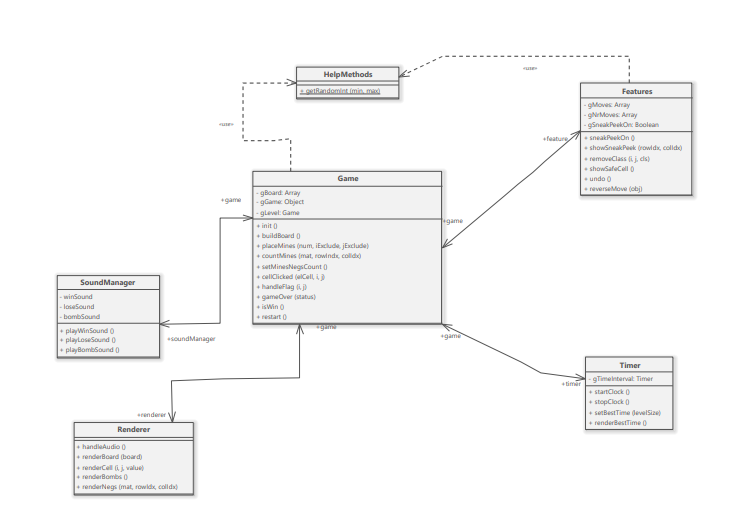 HelpMethods
+ getRandomInt (min, max)
«use»
«use»
Features
- gMoves: Array
- gNrMoves: Array
- gSneakPeekOn: Boolean
+ sneakPeekOn ()
+ showSneakPeek (rowIdx, colldx)
+ removeClass (i, j, cls)
+ showSafeCell ()
+ undo ()
+ reverseMove (obj)
+feature
+game
Game
- gBoard: Array
- gGame: Object
- gLevel: Game
+ init ()
+ buildBoard ()
+ placeMines (num, iExclude, jExclude)
+ countMines (mat, rowIdx, colIdx)
+ setMinesNegsCount ()
+ cellClicked (elCell, i, j)
+ handleFlag (i, j)
+ gameOver (status)
+ isWin ()
+ restart ()
+game
+game
+game
SoundManager
- winSound
- loseSound
- bombSound
+ playWinSound ()
+ playLoseSound ()
+ playBombSound ()
+soundManager
Timer
- gTimeInterval: Timer
+ startClock ()
+ stopClock ()
+ setBestTime (levelSize)
+ renderBestTime ()
+timer
+renderer
Renderer
+ handleAudio ()
+ renderBoard (board)
+ renderCell (i, j, value)
+ renderBombs ()
+ renderNegs (mat, rowIdx, colIdx)